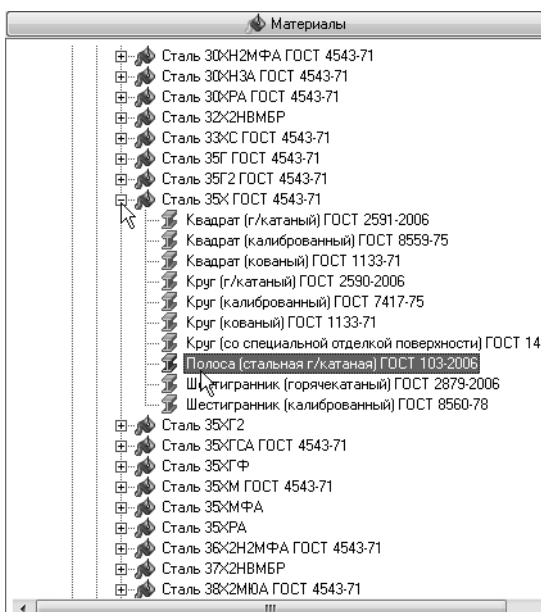 Материалы
Сталь 30ХН2МФА ГОСТ 4543-71
Сталь 30ХН3А ГОСТ 4543-71
Сталь 30ХРА ГОСТ 4543-71
Сталь 32Х2НВМБР
Сталь 33ХС ГОСТ 4543-71
Сталь 35Г ГОСТ 4543-71
Сталь 35Г2 ГОСТ 4543-71
Сталь 35Х ГОСТ 4543-71
Квадрат (г/катаный) ГОСТ 2591-2006
Квадрат (калиброванный) ГОСТ 8559-75
Квадрат (кованый) ГОСТ 1133-71
Круг (г/катаный) ГОСТ 2590-2006
Круг (калиброванный) ГОСТ 7417-75
Круг (кованый) ГОСТ 1133-71
Круг (со специальной отделкой поверхности) ГОСТ 14
Полоса (стальная г/катаная) ГОСТ 103-2006
Шестигранник (горячекатаный) ГОСТ 2879-2006
Шестигранник (калиброванный) ГОСТ 8560-78
Сталь 35ХГ2
Сталь 35ХГСА ГОСТ 4543-71
Сталь 35ХГФ
Сталь 35ХМ ГОСТ 4543-71
Сталь 35ХМФА
Сталь 35ХРА
Сталь 36Х2Н2МФА ГОСТ 4543-71
Сталь 37Х2НВМБР
Сталь 38Х2МЮА ГОСТ 4543-71